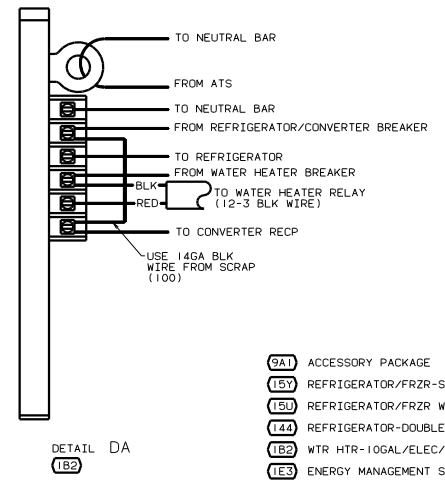 TO NEUTRAL BAR
FROM ATS
TO NEUTRAL BAR
FROM REFRIGERATOR/CONVERTER BREAKER
TO REFRIGERATOR
FROM WATER HEATER BREAKER
BLK
TO WATER HEATER RELAY
RED
(12-3 BLK WIRE)
TO CONVERTER RECP
USE 14GA BLK
WIRE FROM SCRAP
(100)
9A1 ACCESSORY PACKAGE
15Y REFRIGERATOR/FRZR-S
15U REFRIGERATOR/FRZR W
144 REFRIGERATOR-DOUBLE
1B2 WTR HTR-10GAL/ELEC/
1E3 ENERGY MANAGEMENT S
DETAIL DA
1B2